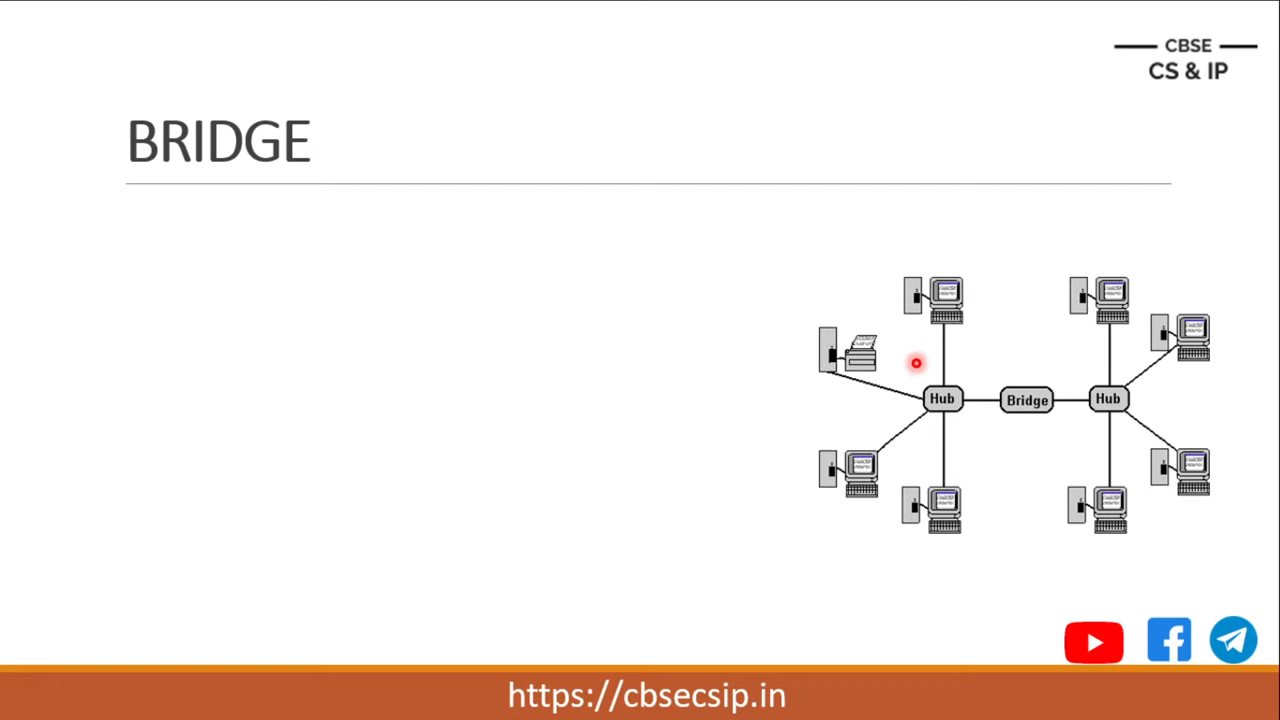 CBSE
CS & IP
BRIDGE
Hub
Bridge
Hub
https://cbsecsip.in